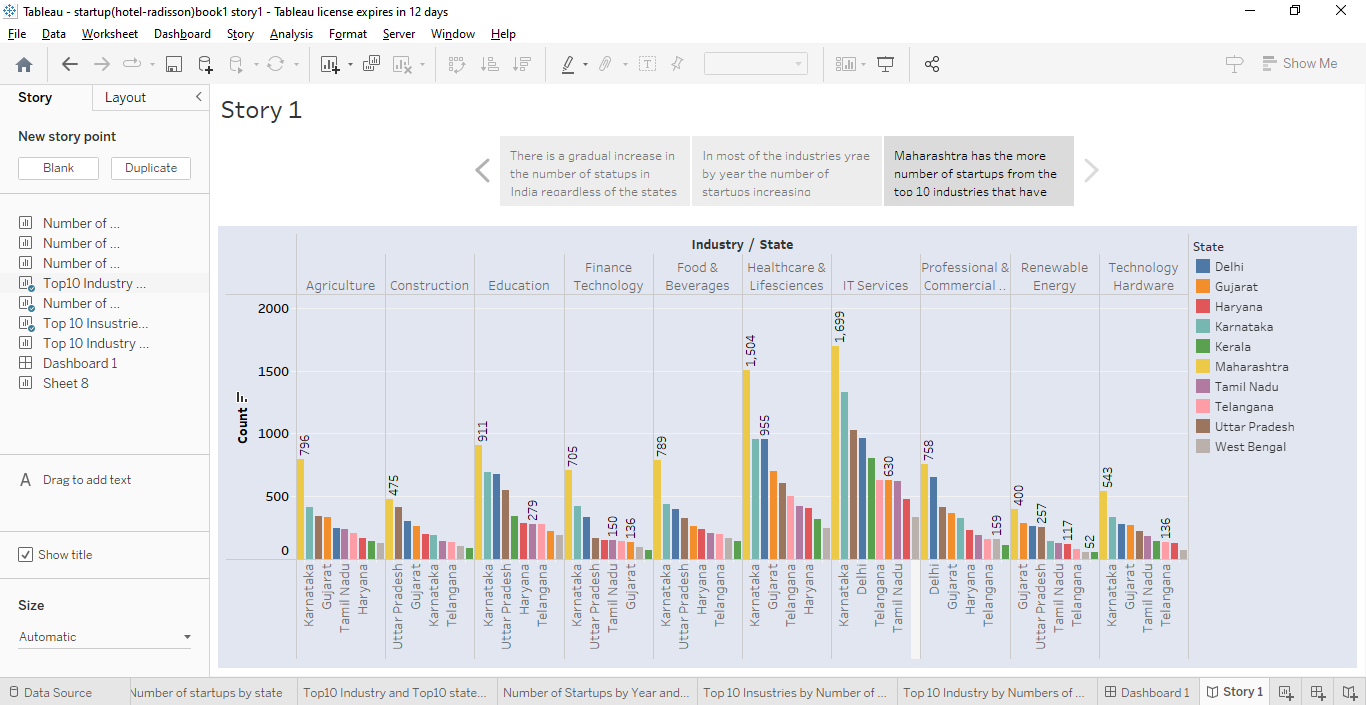 Tableau - startup(hotel-radisson)book1 story1 - Tableau license expires in 12 days
File Data Worksheet Dashboard Story Analysis Format Server Window Help
Show Me
Story Layout
New story point
Blank Duplicate
Number of ...
Number of ...
Number of ...
Top10 Industry ...
Number of ...
Top 10 Insustrie...
Top 10 Industry ...
Dashboard 1
Sheet 8
A Drag to add text
Show title
Size
Automatic
Story 1
There is a gradual increase in
the number of statups in
India regardless of the states
In most of the industries yrae
by year the number of
startups increasing
Maharashtra has the more
number of startups from the
top 10 industries that have
Industry / State
Agriculture
Construction
Education
Finance
Technology
Food &
Beverages
Healthcare &
Lifesciences
IT Services
Professional &
Commercial ..
Renewable
Energy
Technology
Hardware
Count
2000
1500
1000
500
0
796
475
911
279
705
150
136
789
1,504
955
1,699
630
758
159
400
257
117
52
543
136
Karnataka
Gujarat
Tamil Nadu
Haryana
Uttar Pradesh
Gujarat
Karnataka
Telangana
Karnataka
Uttar Pradesh
Haryana
Telangana
Karnataka
Uttar Pradesh
Tamil Nadu
Gujarat
Karnataka
Uttar Pradesh
Haryana
Telangana
Karnataka
Gujarat
Telangana
Haryana
Karnataka
Delhi
Telangana
Tamil Nadu
Delhi
Gujarat
Haryana
Telangana
Gujarat
Uttar Pradesh
Tamil Nadu
Telangana
Karnataka
Gujarat
Tamil Nadu
Telangana
State
Delhi
Gujarat
Haryana
Karnataka
Kerala
Maharashtra
Tamil Nadu
Telangana
Uttar Pradesh
West Bengal
Data Source
Number of startups by state
Top10 Industry and Top10 state...
Number of Startups by Year and...
Top 10 Insustries by Number of ...
Top 10 Industry by Numbers of ...
Dashboard 1
Story 1